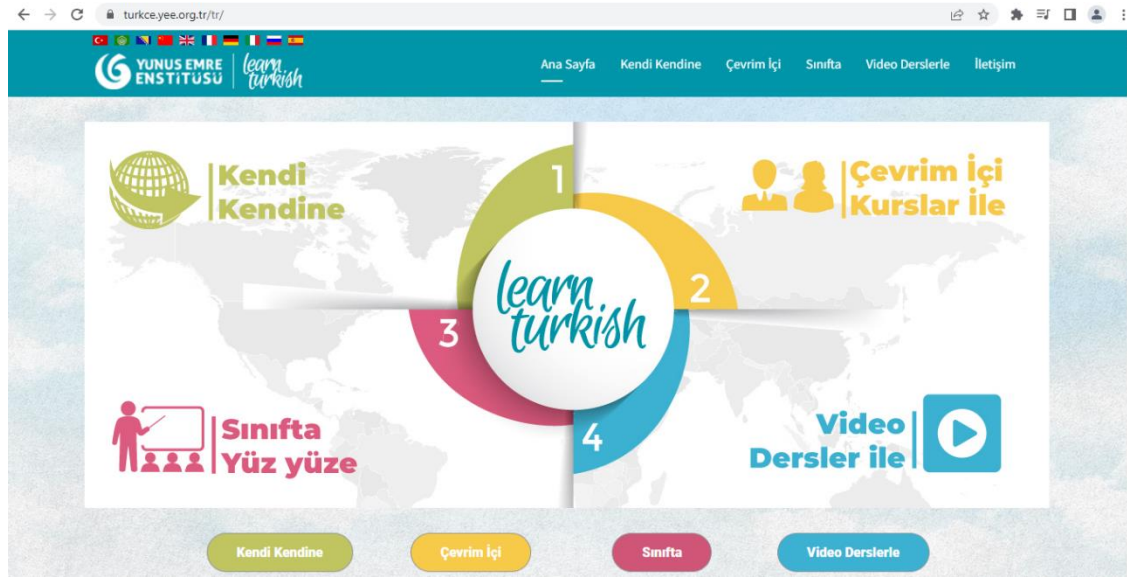 turkce.yee.org.tr/tr/
YUNUS EMRE
ENSTİTÜSÜ
learn
turkish
Ana Sayfa Kendi Kendine Çevrim İçi Sınıfta Video Derslerle İletişim
Kendi
Kendine
1
Çevrim İçi
Kurslar İle
2
learn
turkish
3
Sınıfta
Yüz yüze
4
Video
Dersler ile
Kendi Kendine Çevrim İçi Sınıfta Video Derslerle